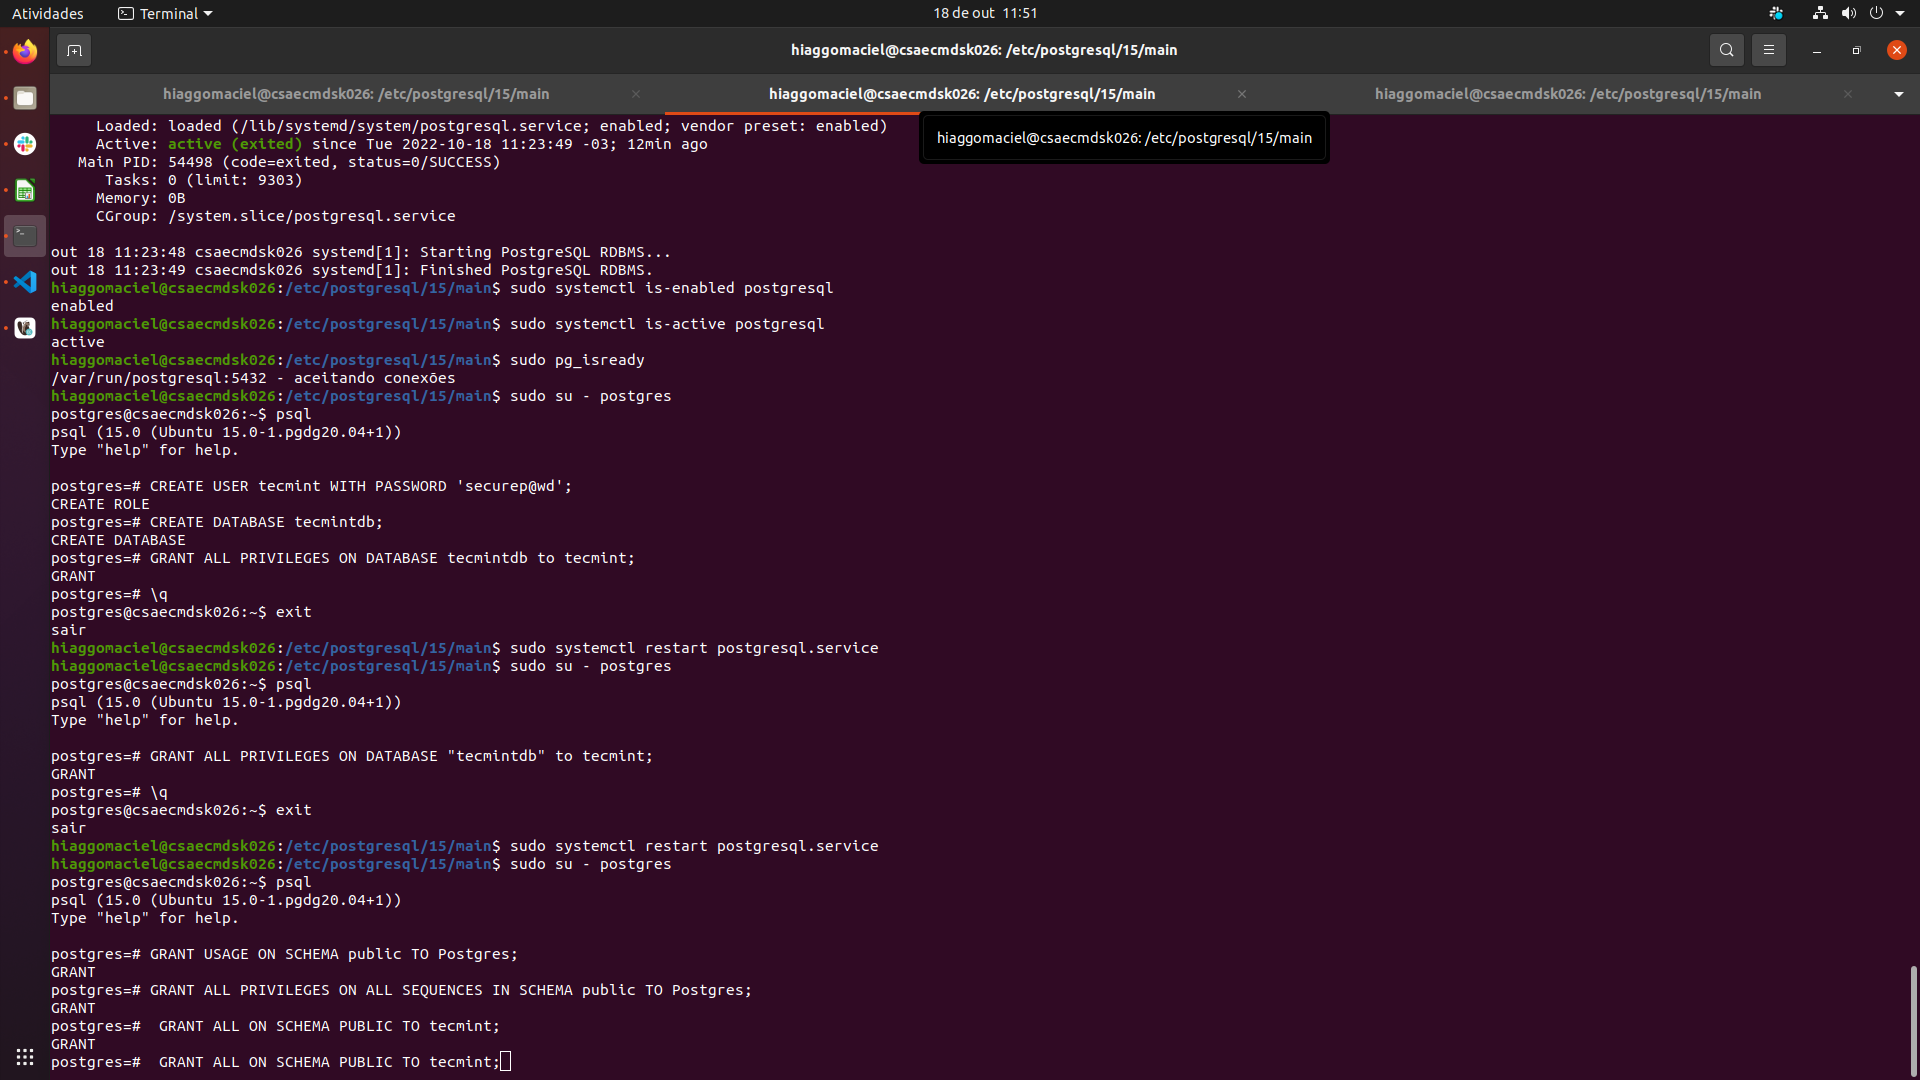 Atividades
Terminal
18 de out  11:51
hiaggomaciel@csaecmdsk026: /etc/postgresql/15/main
hiaggomaciel@csaecmdsk026: /etc/postgresql/15/main
hiaggomaciel@csaecmdsk026: /etc/postgresql/15/main
hiaggomaciel@csaecmdsk026: /etc/postgresql/15/main
hiaggomaciel@csaecmdsk026: /etc/postgresql/15/main
Loaded: loaded (/lib/systemd/system/postgresql.service; enabled; vendor preset: enabled)
Active: active (exited) since Tue 2022-10-18 11:23:49 -03; 12min ago
Main PID: 54498 (code=exited, status=0/SUCCESS)
Tasks: 0 (limit: 9303)
Memory: 0B
CGroup: /system.slice/postgresql.service
out 18 11:23:48 csaecmdsk026 systemd[1]: Starting PostgreSQL RDBMS...
out 18 11:23:49 csaecmdsk026 systemd[1]: Finished PostgreSQL RDBMS.
hiaggomaciel@csaecmdsk026:/etc/postgresql/15/main$ sudo systemctl is-enabled postgresql
enabled
hiaggomaciel@csaecmdsk026:/etc/postgresql/15/main$ sudo systemctl is-active postgresql
active
hiaggomaciel@csaecmdsk026:/etc/postgresql/15/main$ sudo pg_isready
/var/run/postgresql:5432 - aceitando conexões
hiaggomaciel@csaecmdsk026:/etc/postgresql/15/main$ sudo su - postgres
postgres@csaecmdsk026:~$ psql
psql (15.0 (Ubuntu 15.0-1.pgdg20.04+1))
Type "help" for help.
postgres=# CREATE USER tecmint WITH PASSWORD 'securep@wd';
CREATE ROLE
postgres=# CREATE DATABASE tecmintdb;
CREATE DATABASE
postgres=# GRANT ALL PRIVILEGES ON DATABASE tecmintdb to tecmint;
GRANT
postgres=# \q
postgres@csaecmdsk026:~$ exit
sair
hiaggomaciel@csaecmdsk026:/etc/postgresql/15/main$ sudo systemctl restart postgresql.service
hiaggomaciel@csaecmdsk026:/etc/postgresql/15/main$ sudo su - postgres
postgres@csaecmdsk026:~$ psql
psql (15.0 (Ubuntu 15.0-1.pgdg20.04+1))
Type "help" for help.
postgres=# GRANT ALL PRIVILEGES ON DATABASE "tecmintdb" to tecmint;
GRANT
postgres=# \q
postgres@csaecmdsk026:~$ exit
sair
hiaggomaciel@csaecmdsk026:/etc/postgresql/15/main$ sudo systemctl restart postgresql.service
hiaggomaciel@csaecmdsk026:/etc/postgresql/15/main$ sudo su - postgres
postgres@csaecmdsk026:~$ psql
psql (15.0 (Ubuntu 15.0-1.pgdg20.04+1))
Type "help" for help.
postgres=# GRANT USAGE ON SCHEMA public TO Postgres;
GRANT
postgres=# GRANT ALL PRIVILEGES ON ALL SEQUENCES IN SCHEMA public TO Postgres;
GRANT
postgres=#  GRANT ALL ON SCHEMA PUBLIC TO tecmint;
GRANT
postgres=#  GRANT ALL ON SCHEMA PUBLIC TO tecmint;